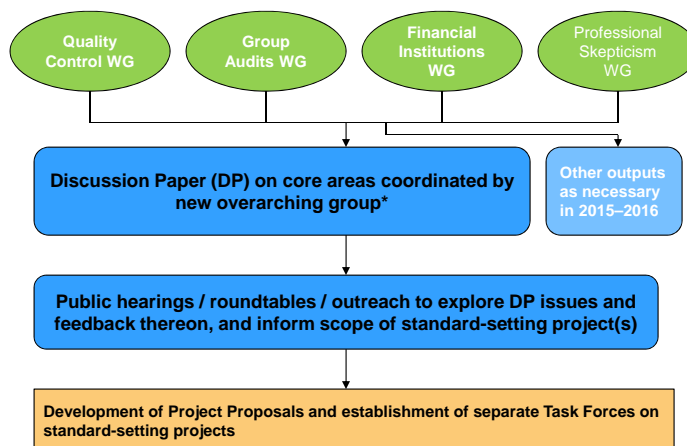 Quality
Control WG
Group
Audits WG
Financial
Institutions
WG
Professional
Skepticism
WG
Discussion Paper (DP) on core areas coordinated by
new overarching group*
Other outputs
as necessary
in 2015–2016
Public hearings / roundtables / outreach to explore DP issues and
feedback thereon, and inform scope of standard-setting project(s)
Development of Project Proposals and establishment of separate Task Forces on
standard-setting projects